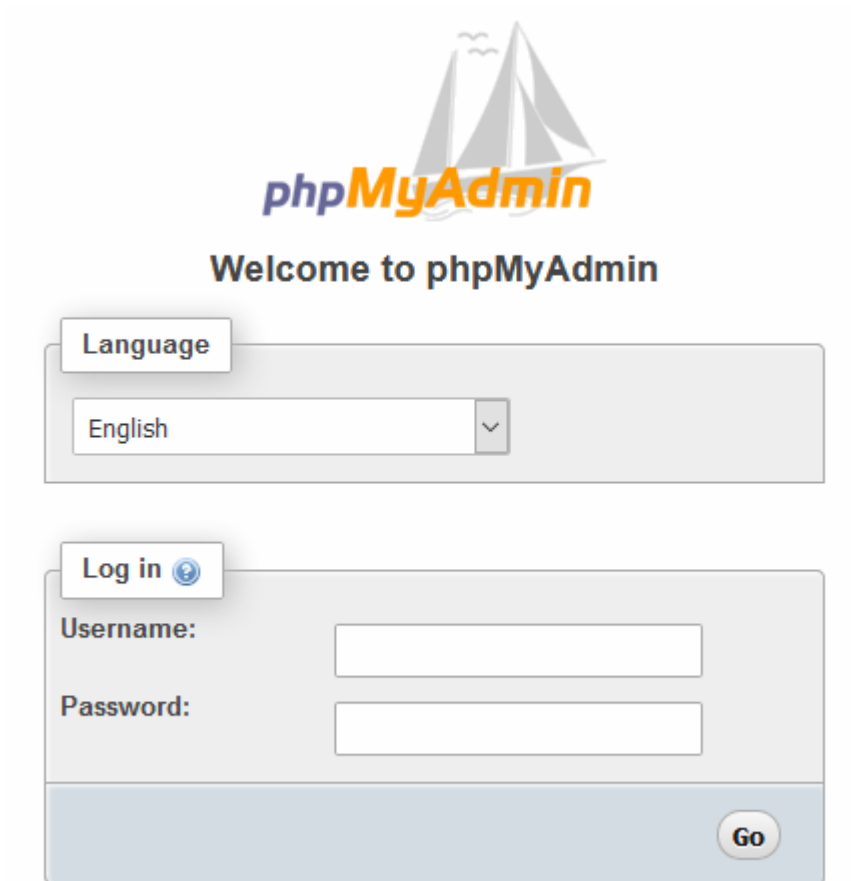 phpMyAdmin
Welcome to phpMyAdmin
Language
English
Log in
Username:
Password:
Go